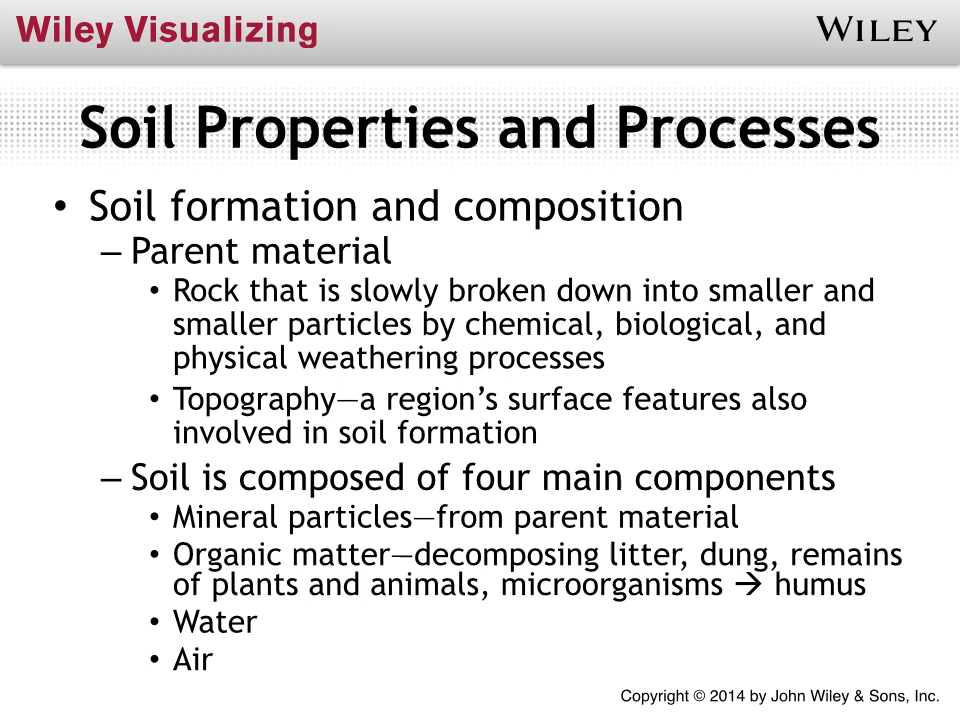 Wiley Visualizing
WILEY
Soil Properties and Processes
• Soil formation and composition
– Parent material
• Rock that is slowly broken down into smaller and
smaller particles by chemical, biological, and
physical weathering processes
• Topography—a region’s surface features also
involved in soil formation
– Soil is composed of four main components
• Mineral particles—from parent material
• Organic matter—decomposing litter, dung, remains
of plants and animals, microorganisms → humus
• Water
• Air
Copyright © 2014 by John Wiley & Sons, Inc.